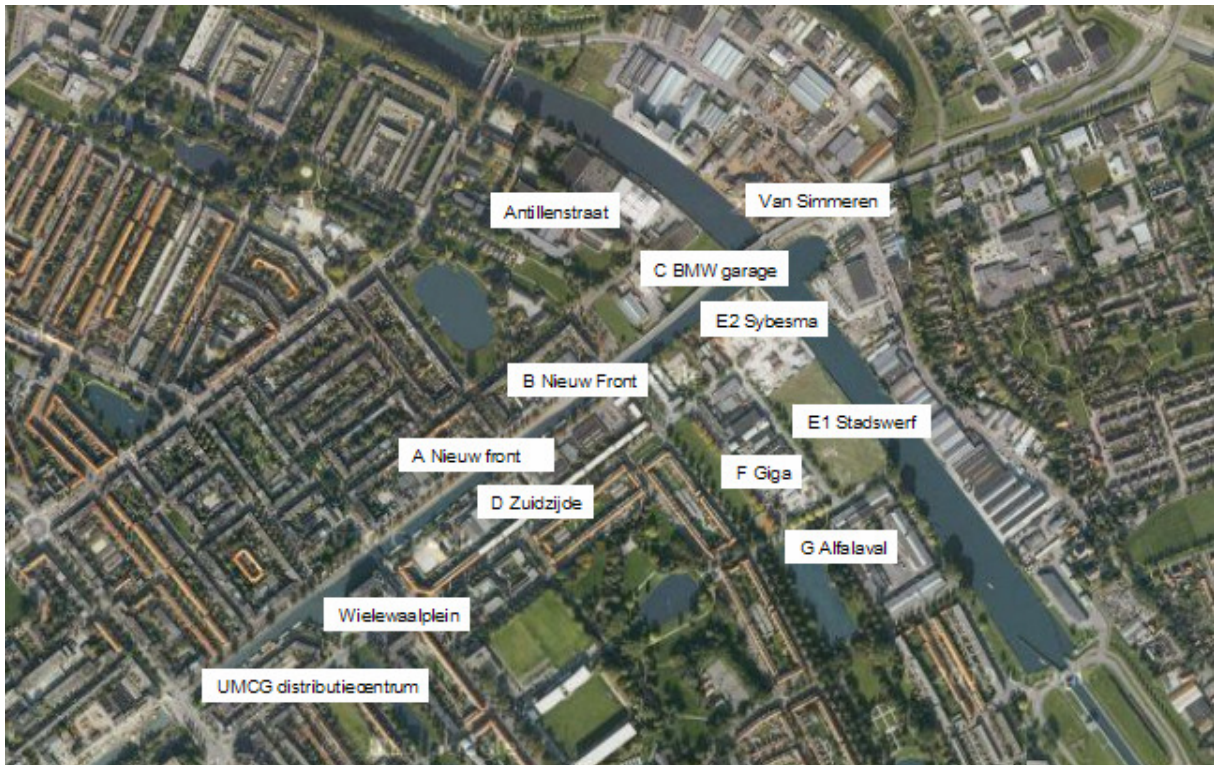 Antillenstraat
Van Simmeren
C BMW garage
E2 Sybesma
B Nieuw Front
E1 Stadswerf
A Nieuw front
F Giga
D Zuidzijde
G Alfalaval
Wielewaalplein
UMCG distributiecentrum